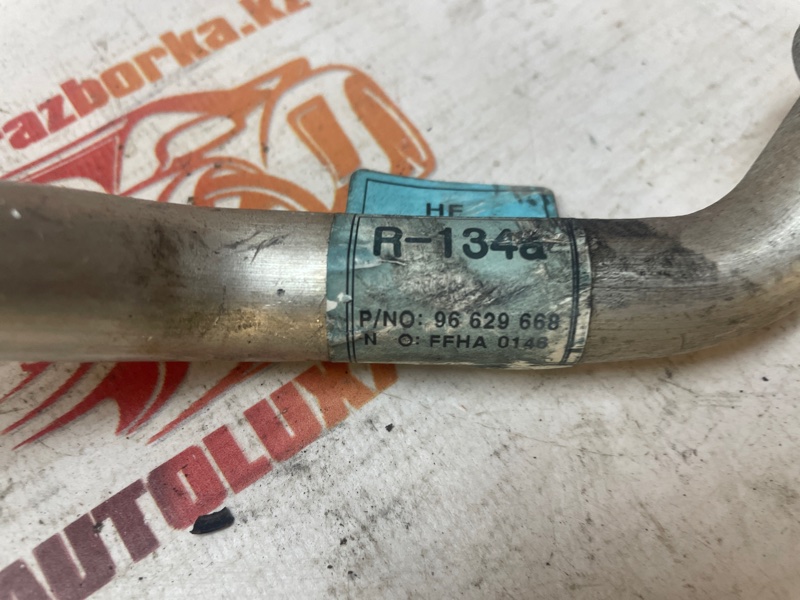 razborka.kz
HF
R-134a
P/NO: 96 629 668
N O: FFHA 0148
AUTOLUX